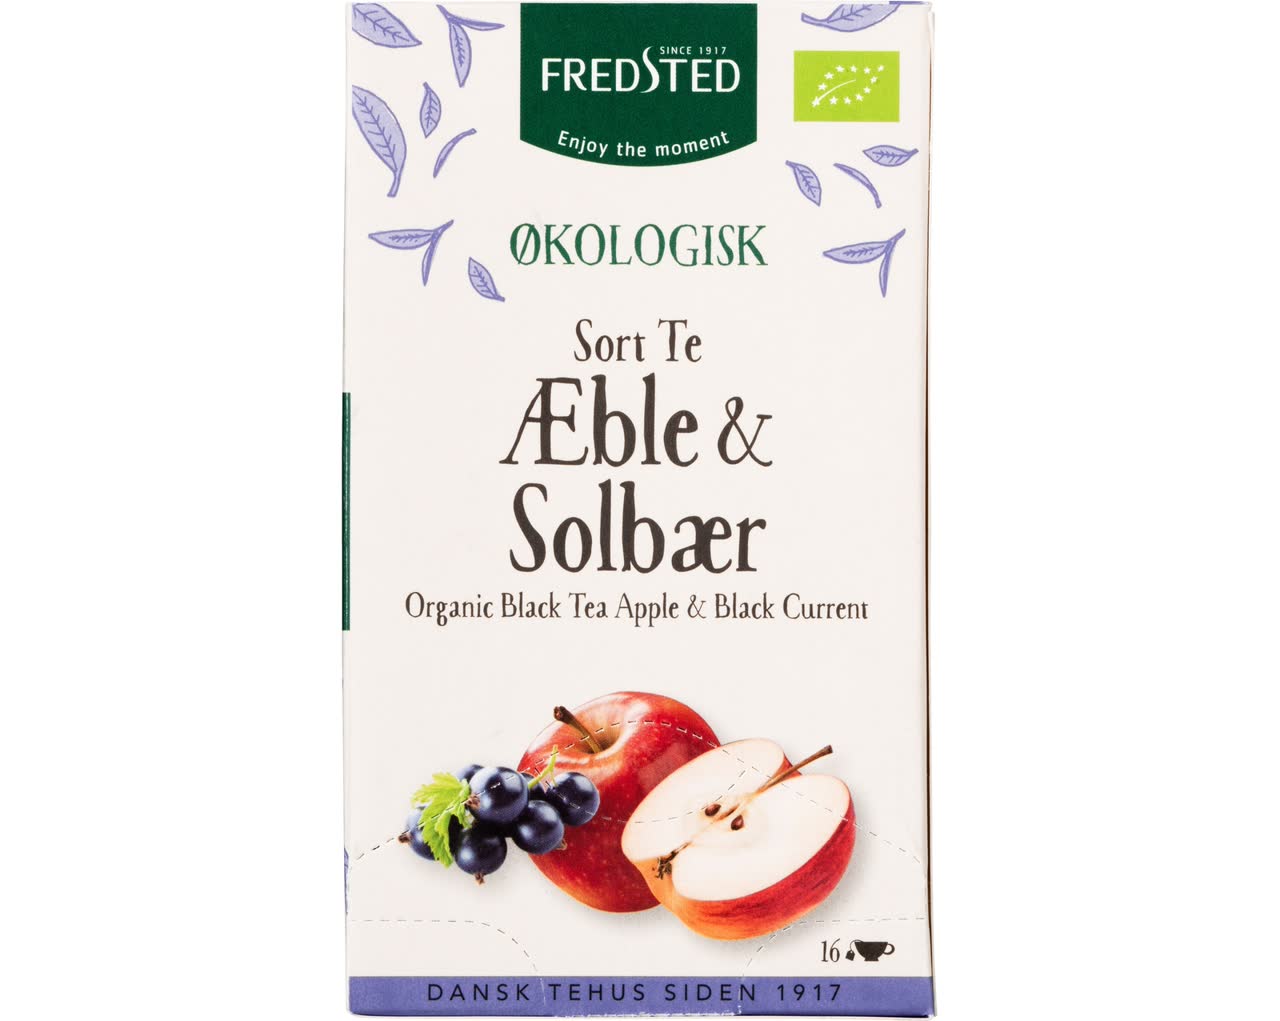 SINCE 1917
FREDSTED
Enjoy the moment
ØKOLOGISK
Sort Te
Æble &
Solbær
Organic Black Tea Apple & Black Current
16
DANSK TEHUS SIDEN 1917